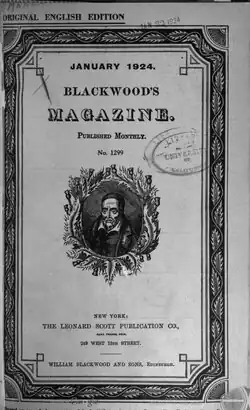 ORIGINAL ENGLISH EDITION
JANUARY 1924.
BLACKWOOD'S
MAGAZINE.
PUBLISHED MONTHLY.
No. 1299
NEW YORK:
THE LEONARD SCOTT PUBLICATION CO.,
249 WEST 13TH STREET.
WILLIAM BLACKWOOD AND SONS, EDINBURGH.